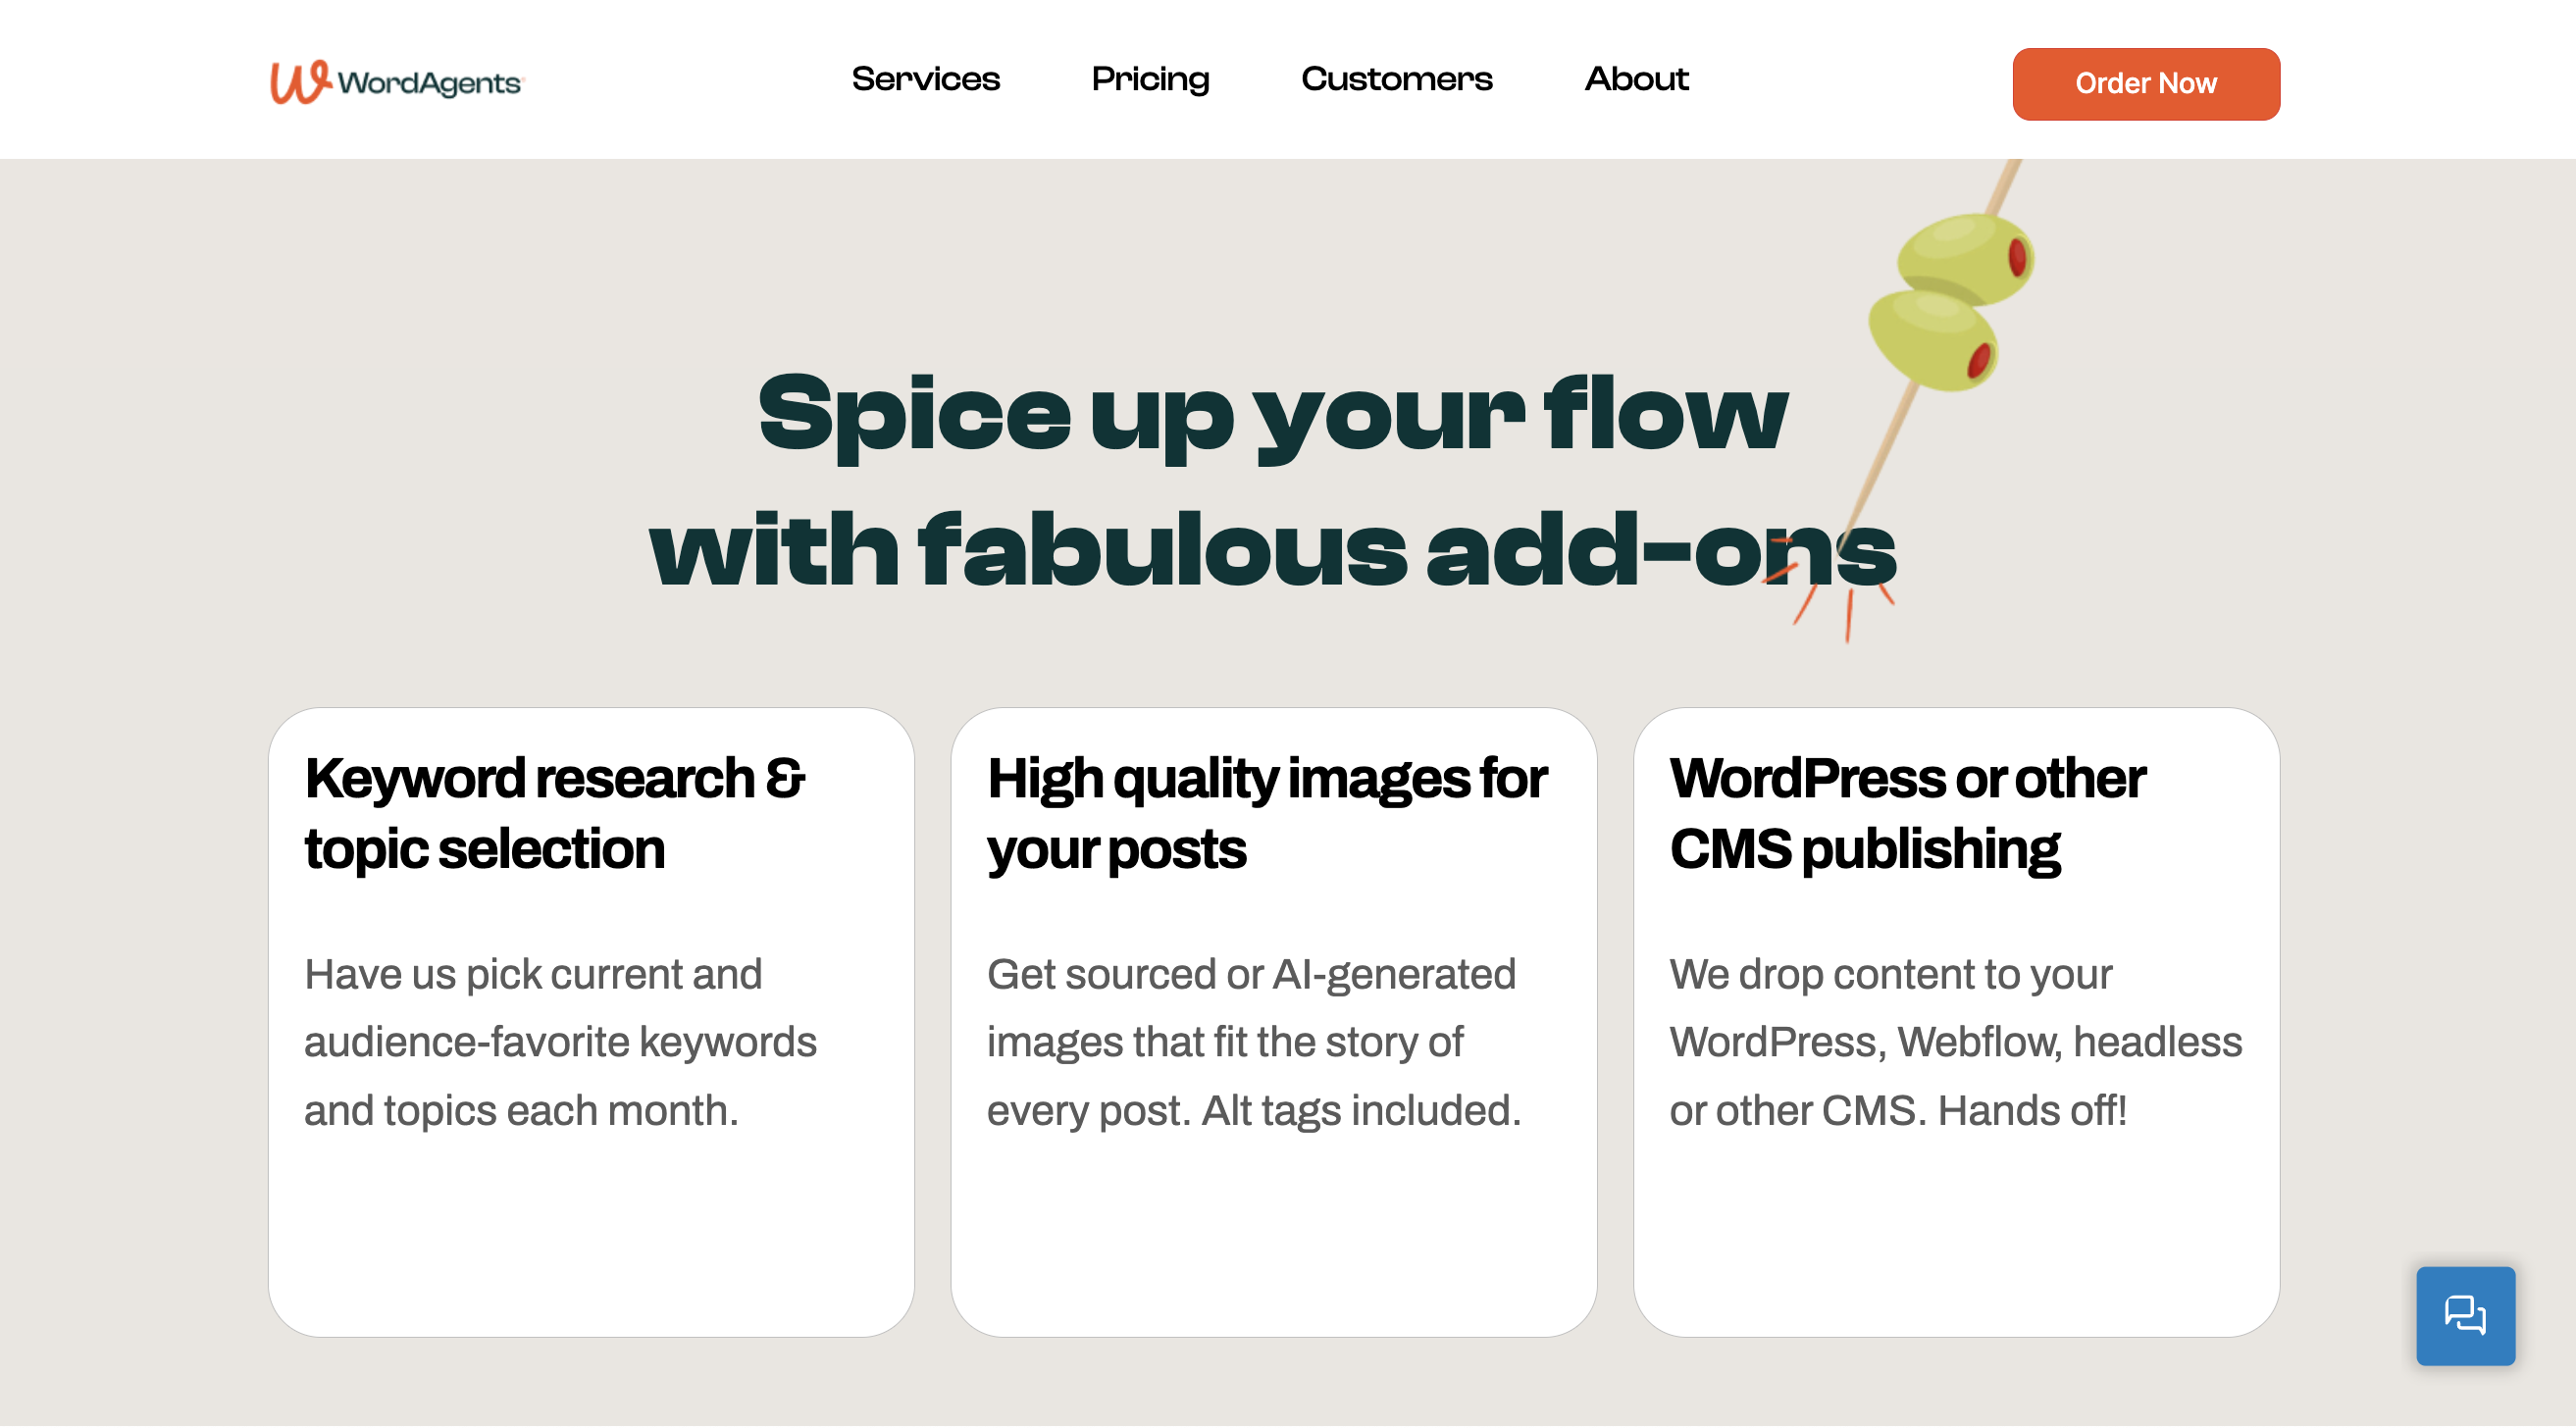 WordAgents
Services
Pricing
Customers
About
Order Now
Spice up your flow
with fabulous add-ons
Keyword research &
topic selection
Have us pick current and
audience-favorite keywords
and topics each month.
High quality images for
your posts
Get sourced or AI-generated
images that fit the story of
every post. Alt tags included.
WordPress or other
CMS publishing
We drop content to your
WordPress, Webflow, headless
or other CMS. Hands off!